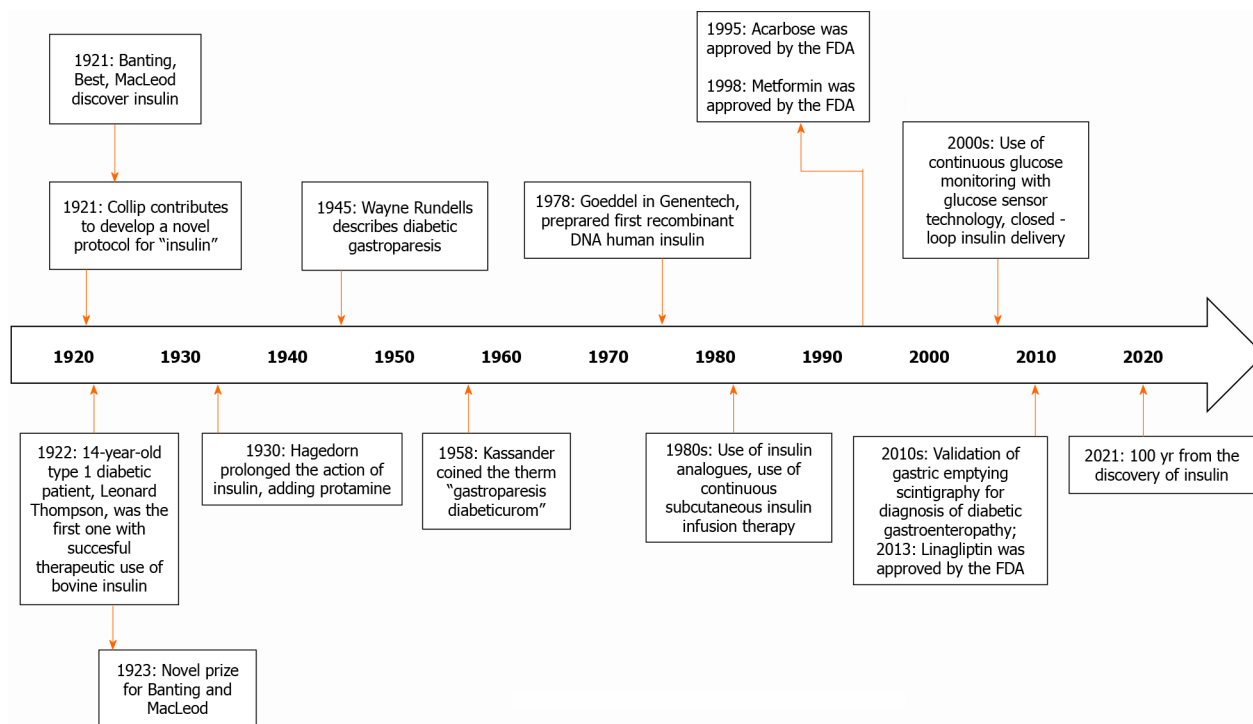 1921: Banting,
Best, MacLeod
discover insulin
1995: Acarbose was
approved by the FDA
1998: Metformin was
approved by the FDA
2000s: Use of
continuous glucose
monitoring with
glucose sensor
technology, closed -
loop insulin delivery
1921: Collip contributes
to develop a novel
protocol for “insulin”
1945: Wayne Rundells
describes diabetic
gastroparesis
1978: Goeddel in Genentech,
preprared first recombinant
DNA human insulin
1920 1930 1940 1950 1960 1970 1980 1990 2000 2010 2020
1922: 14-year-old
type 1 diabetic
patient, Leonard
Thompson, was the
first one with
succesful
therapeutic use of
bovine insulin
1930: Hagedorn
prolonged the action of
insulin, adding protamine
1958: Kassander
coined the therm
“gastroparesis
diabeticurom”
1980s: Use of insulin
analogues, use of
continuous
subcutaneous insulin
infusion therapy
2010s: Validation of
gastric emptying
scintigraphy for
diagnosis of diabetic
gastroenteropathy;
2013: Linagliptin was
approved by the FDA
2021: 100 yr from the
discovery of insulin
1923: Novel prize
for Banting and
MacLeod